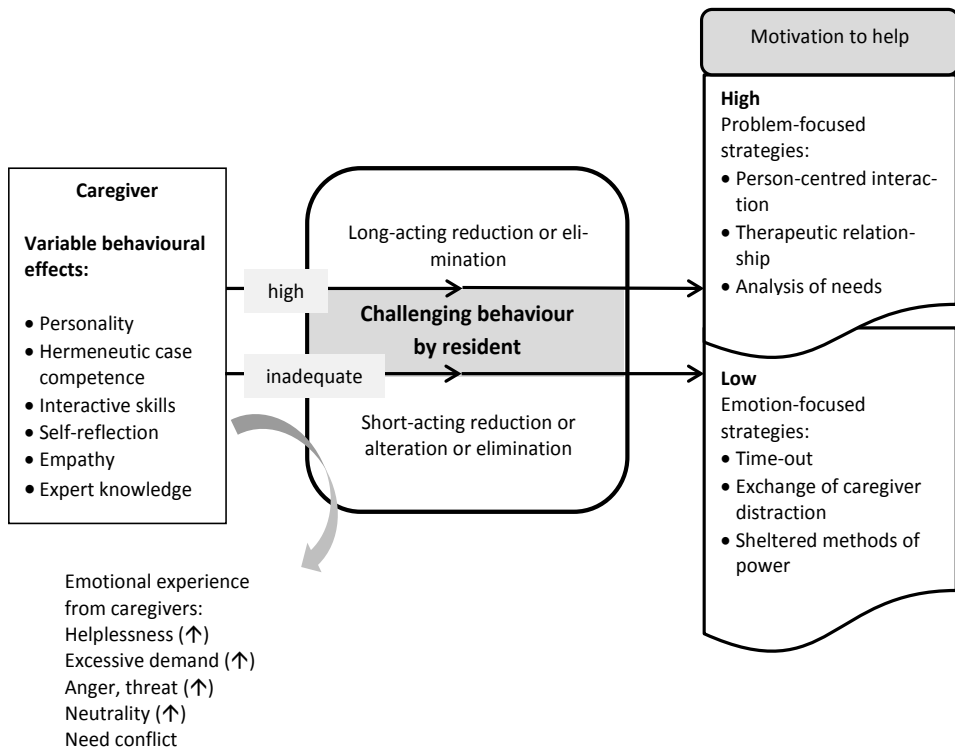 Caregiver
Variable behavioural
effects:
• Personality
• Hermeneutic case
competence
• Interactive skills
• Self-reflection
• Empathy
• Expert knowledge
high
inadequate
Long-acting reduction or eli-
mination
Challenging behaviour
by resident
Short-acting reduction or
alteration or elimination
Motivation to help
High
Problem-focused
strategies:
• Person-centred interac-
tion
• Therapeutic relation-
ship
• Analysis of needs
Low
Emotion-focused
strategies:
• Time-out
• Exchange of caregiver
distraction
• Sheltered methods of
power
Emotional experience
from caregivers:
Helplessness (↑)
Excessive demand (↑)
Anger, threat (↑)
Neutrality (↑)
Need conflict